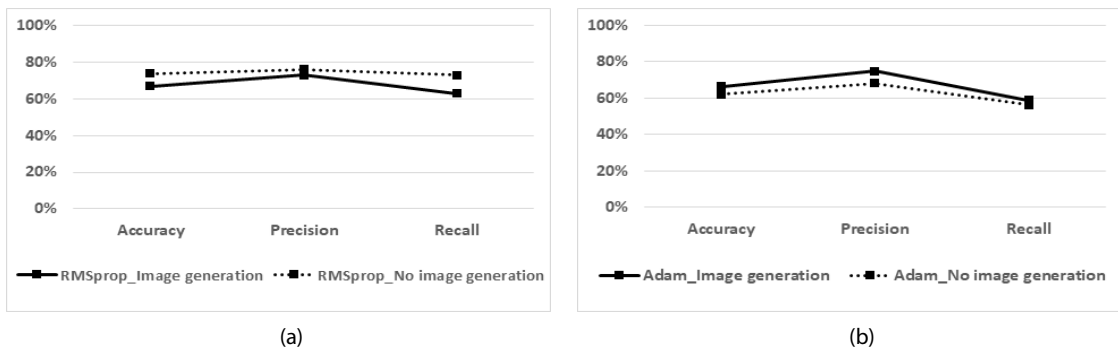 100%
80%
60%
40%
20%
0%
Accuracy Precision Recall
RMSprop_Image generation RMSprop_No image generation
(a)
100%
80%
60%
40%
20%
0%
Accuracy Precision Recall
Adam_Image generation Adam_No image generation
(b)